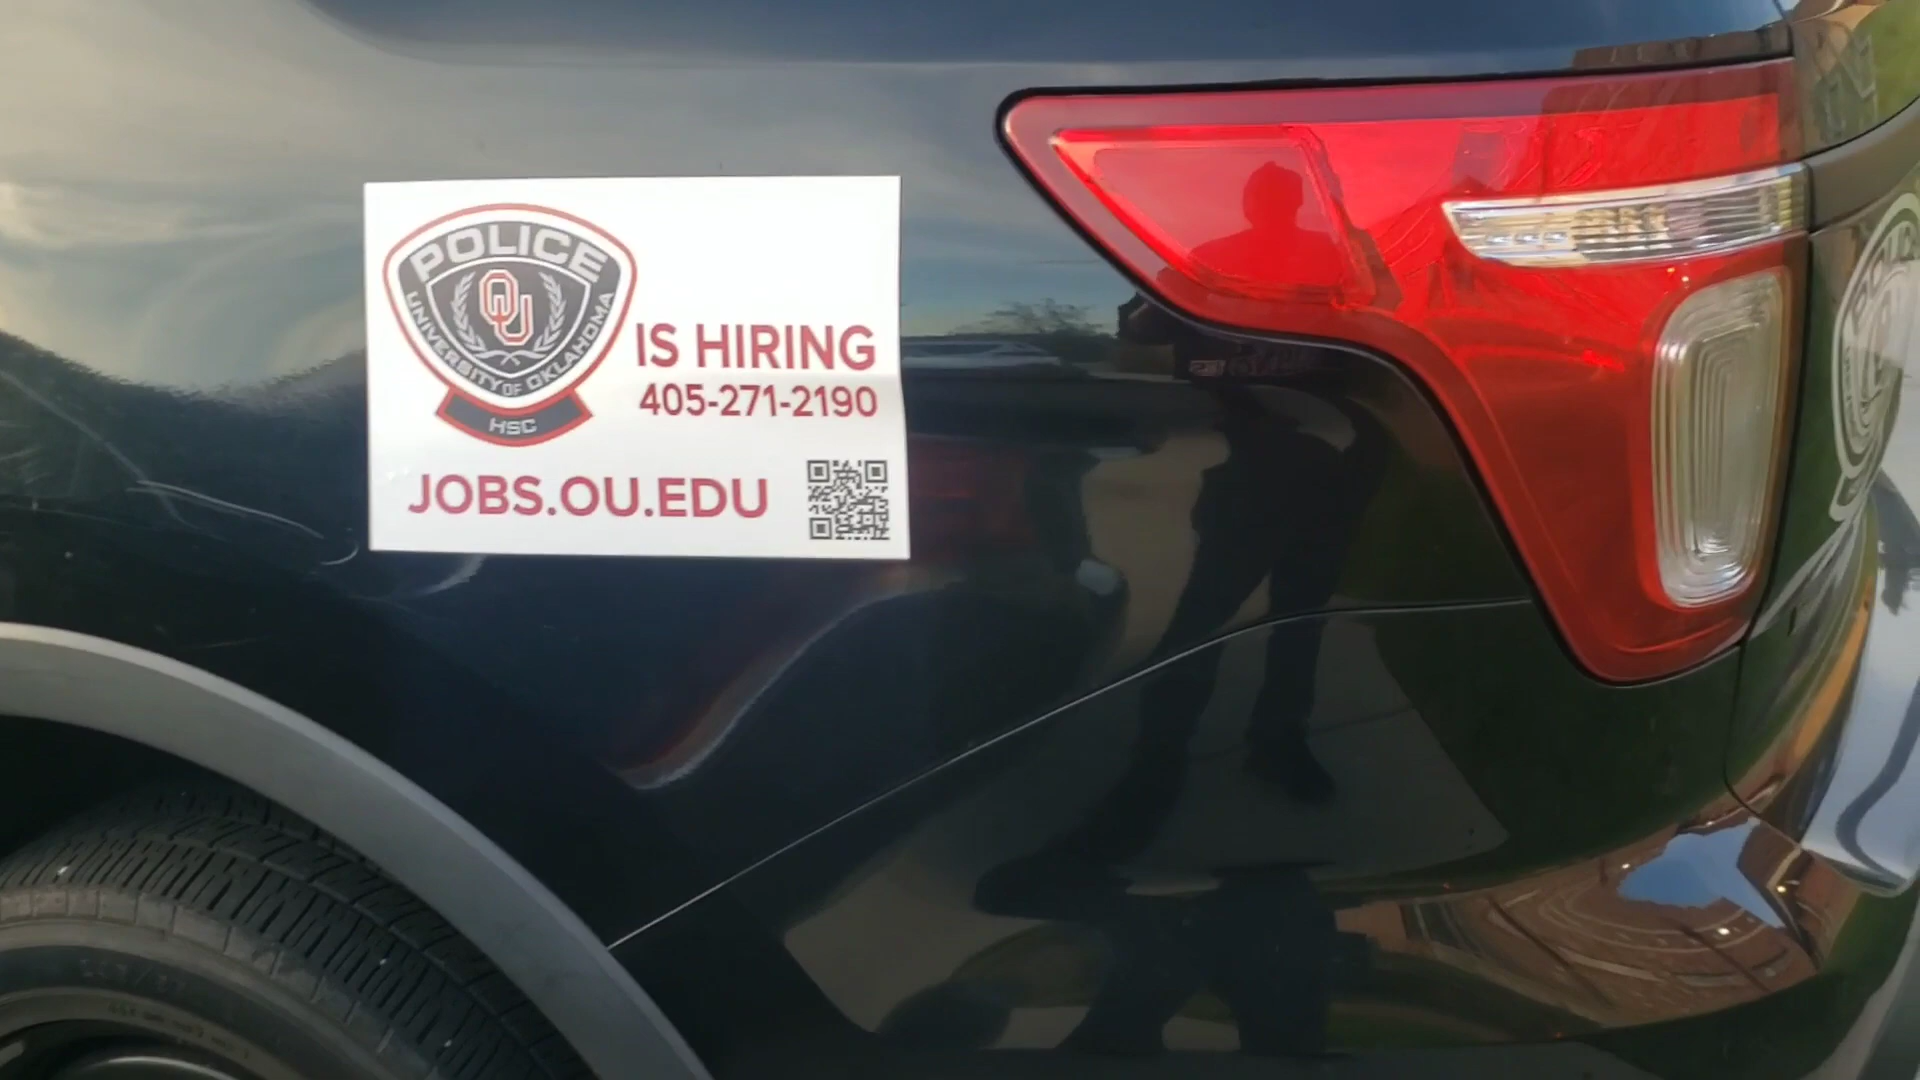 POLICE
OU
UNIVERSITY OF OKLAHOMA
HSC
IS HIRING
405-271-2190
JOBS.OU.EDU